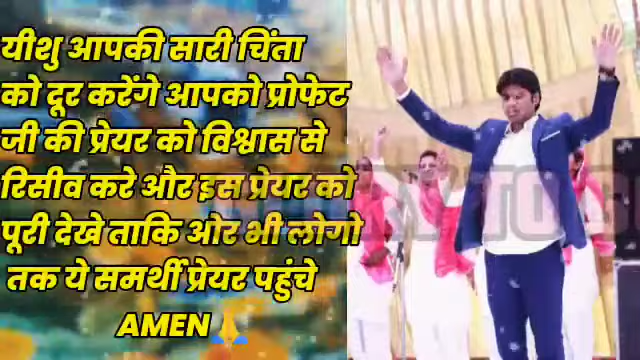 यीशु आपकी सारी चिंता
को दूर करेंगे आपको प्रोफेट
जी की प्रेयर को विश्वास से
रिसीव करे और इस प्रेयर को
पूरी देखे ताकि ओर भी लोगो
तक ये समर्थी प्रेयर पहुंचे
AMEN🙏